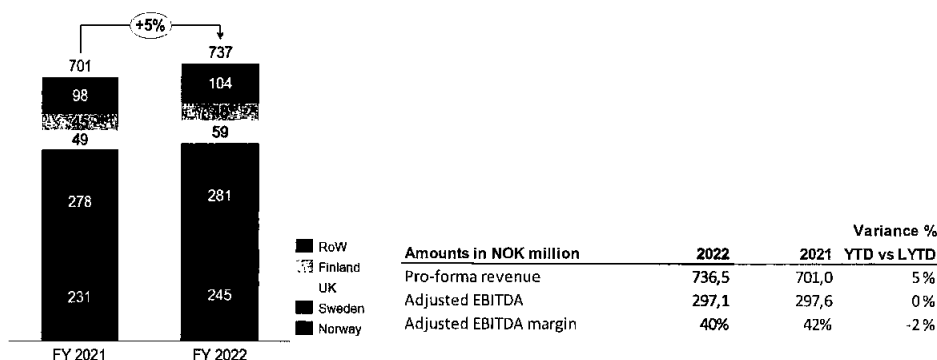 +5%
701
737
98
104
45
49
59
278
281
231
245
FY 2021
FY 2022
RoW
Finland
UK
Sweden
Norway
Variance %
Amounts in NOK million 2022 2021 YTD vs LYTD
Pro-forma revenue 736,5 701,0 5%
Adjusted EBITDA 297,1 297,6 0%
Adjusted EBITDA margin 40% 42% -2%